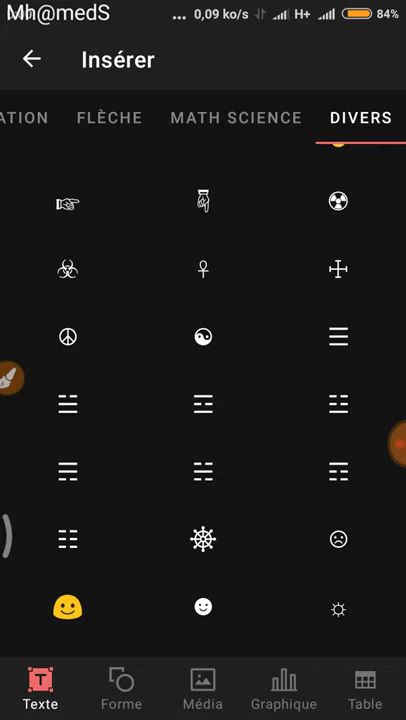 Mh@medS
... 0,09 ko/s H+ 84%
Insérer
ATION FLÈCHE MATH SCIENCE DIVERS
☞ ☟ ☢
☣ ☥ ☩
☮ ☯ ☰
☱ ☲ ☳
☴ ☵ ☶
☷ ☸ ☹
☺ ☻ ☼
Texte Forme Média Graphique Table